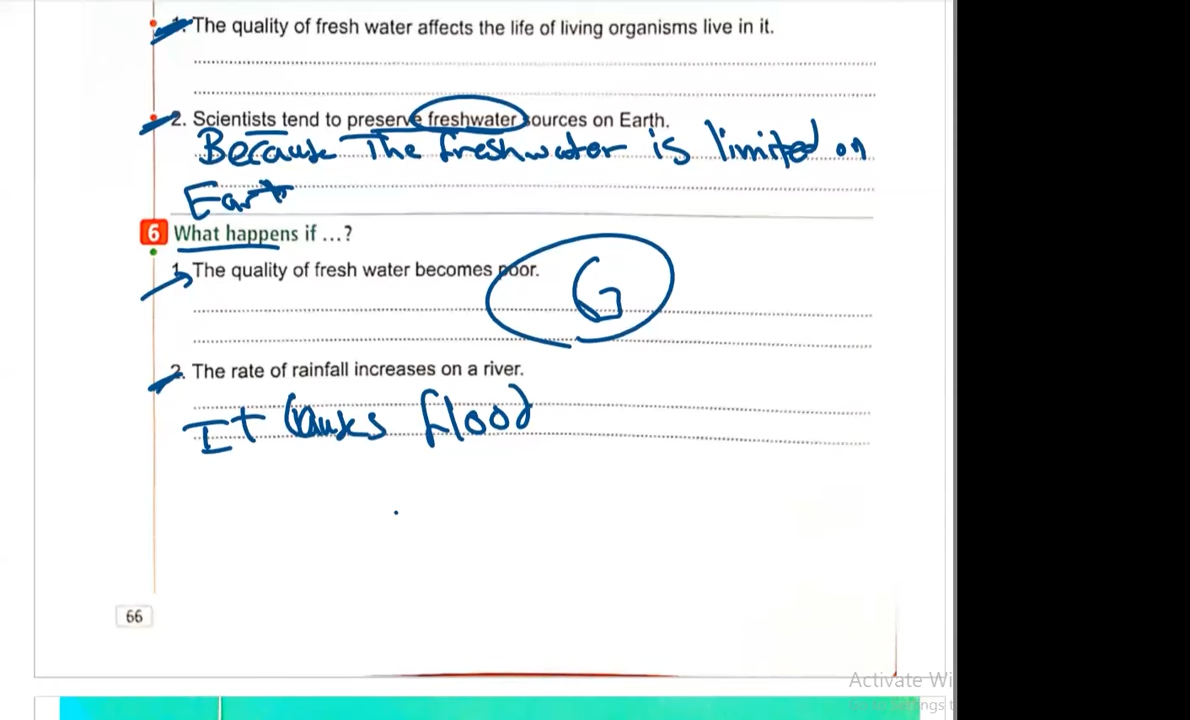 1. The quality of fresh water affects the life of living organisms live in it.
2. Scientists tend to preserve freshwater sources on Earth.
Because The freshwater is limited on
Earth
6 What happens if ...?
1. The quality of fresh water becomes poor.
G
2. The rate of rainfall increases on a river.
It causes flood
66
Activate Wi